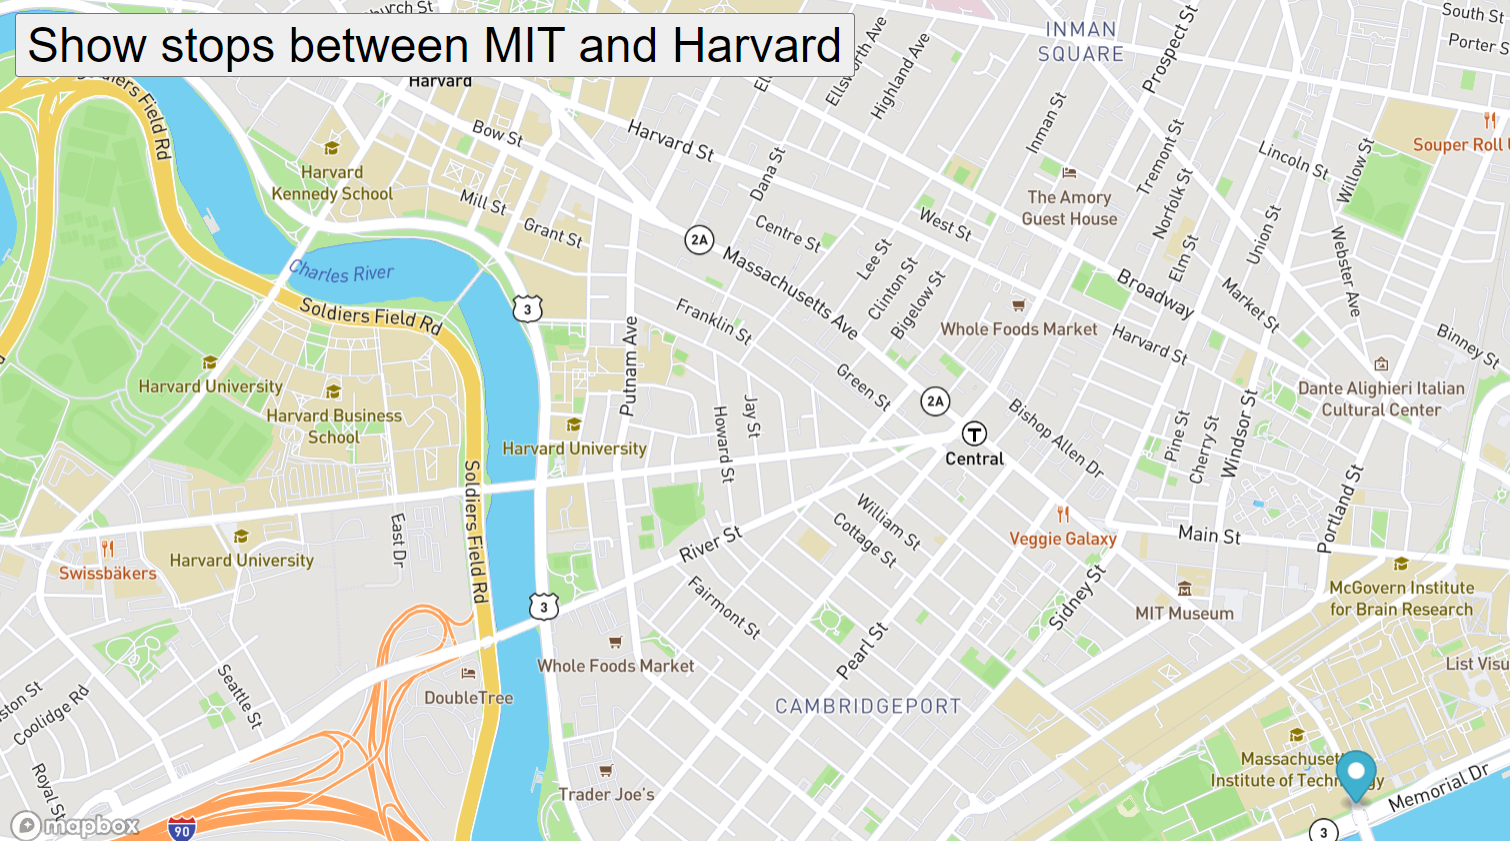 Show stops between MIT and Harvard
church St
South St
Porter S
INMAN
SQUARE
Prospect St
Ellsworth Ave
Highland Ave
Harvard
Soldiers Field Rd
Bow St
Harvard St
Inman St
Tremont St
Lincoln St
Willow St
Souper Roll
Harvard
Kennedy School
Mill St
Grant St
Dana St
Centre St
West St
The Amory
Guest House
Norfolk St
Elm St
Union St
Webster Ave
2A
Massachusetts Ave
Lee St
Clinton St
Bigelow St
Charles River
Soldiers Field Rd
3
Franklin St
Putnam Ave
Whole Foods Market
Broadway
Market St
Harvard St
Binney St
Harvard University
Harvard Business
School
Green St
2A
Dante Alighieri Italian
Cultural Center
Harvard University
Howard St
Jay St
Central
Bishop Allen Dr
Pine St
Cherry St
Windsor St
Portland St
Soldiers Field Rd
East Dr
River St
William St
Cottage St
Veggie Galaxy
Main St
Swissbäkers
Harvard University
3
Fairmont St
Sidney St
MIT Museum
McGovern Institute
for Brain Research
Whole Foods Market
Pearl St
List Visu
DoubleTree
CAMBRIDGEPORT
Seattle St
Coolidge Rd
Royal St
Trader Joe's
Massachusett
Institute of Techn gy
Memorial Dr
3
mapbox
90